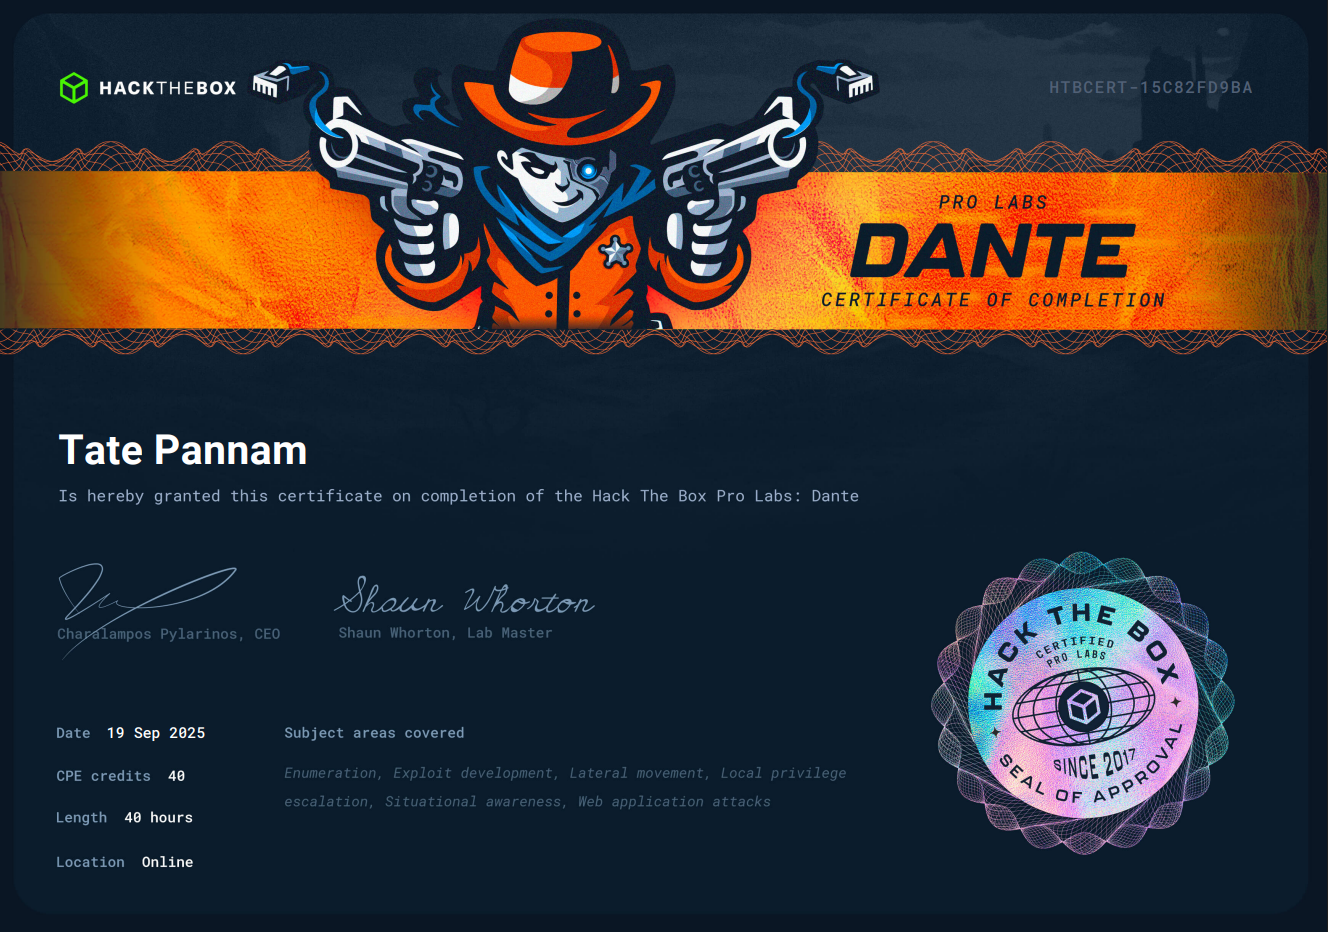 HACKTHEBOX
HTBCERT-15C82FD9BA
PRO LABS
DANTE
CERTIFICATE OF COMPLETION
Tate Pannam
Is hereby granted this certificate on completion of the Hack The Box Pro Labs: Dante
Shaun Whorton
Charalampos Pylarinos, CEO
Shaun Whorton, Lab Master
Date 19 Sep 2025
CPE credits 40
Length 40 hours
Location Online
Subject areas covered
Enumeration, Exploit development, Lateral movement, Local privilege
escalation, Situational awareness, Web application attacks
HACK THE BOX
CERTIFIED
PRO LABS
SINCE 2017
SEAL OF APPROVAL